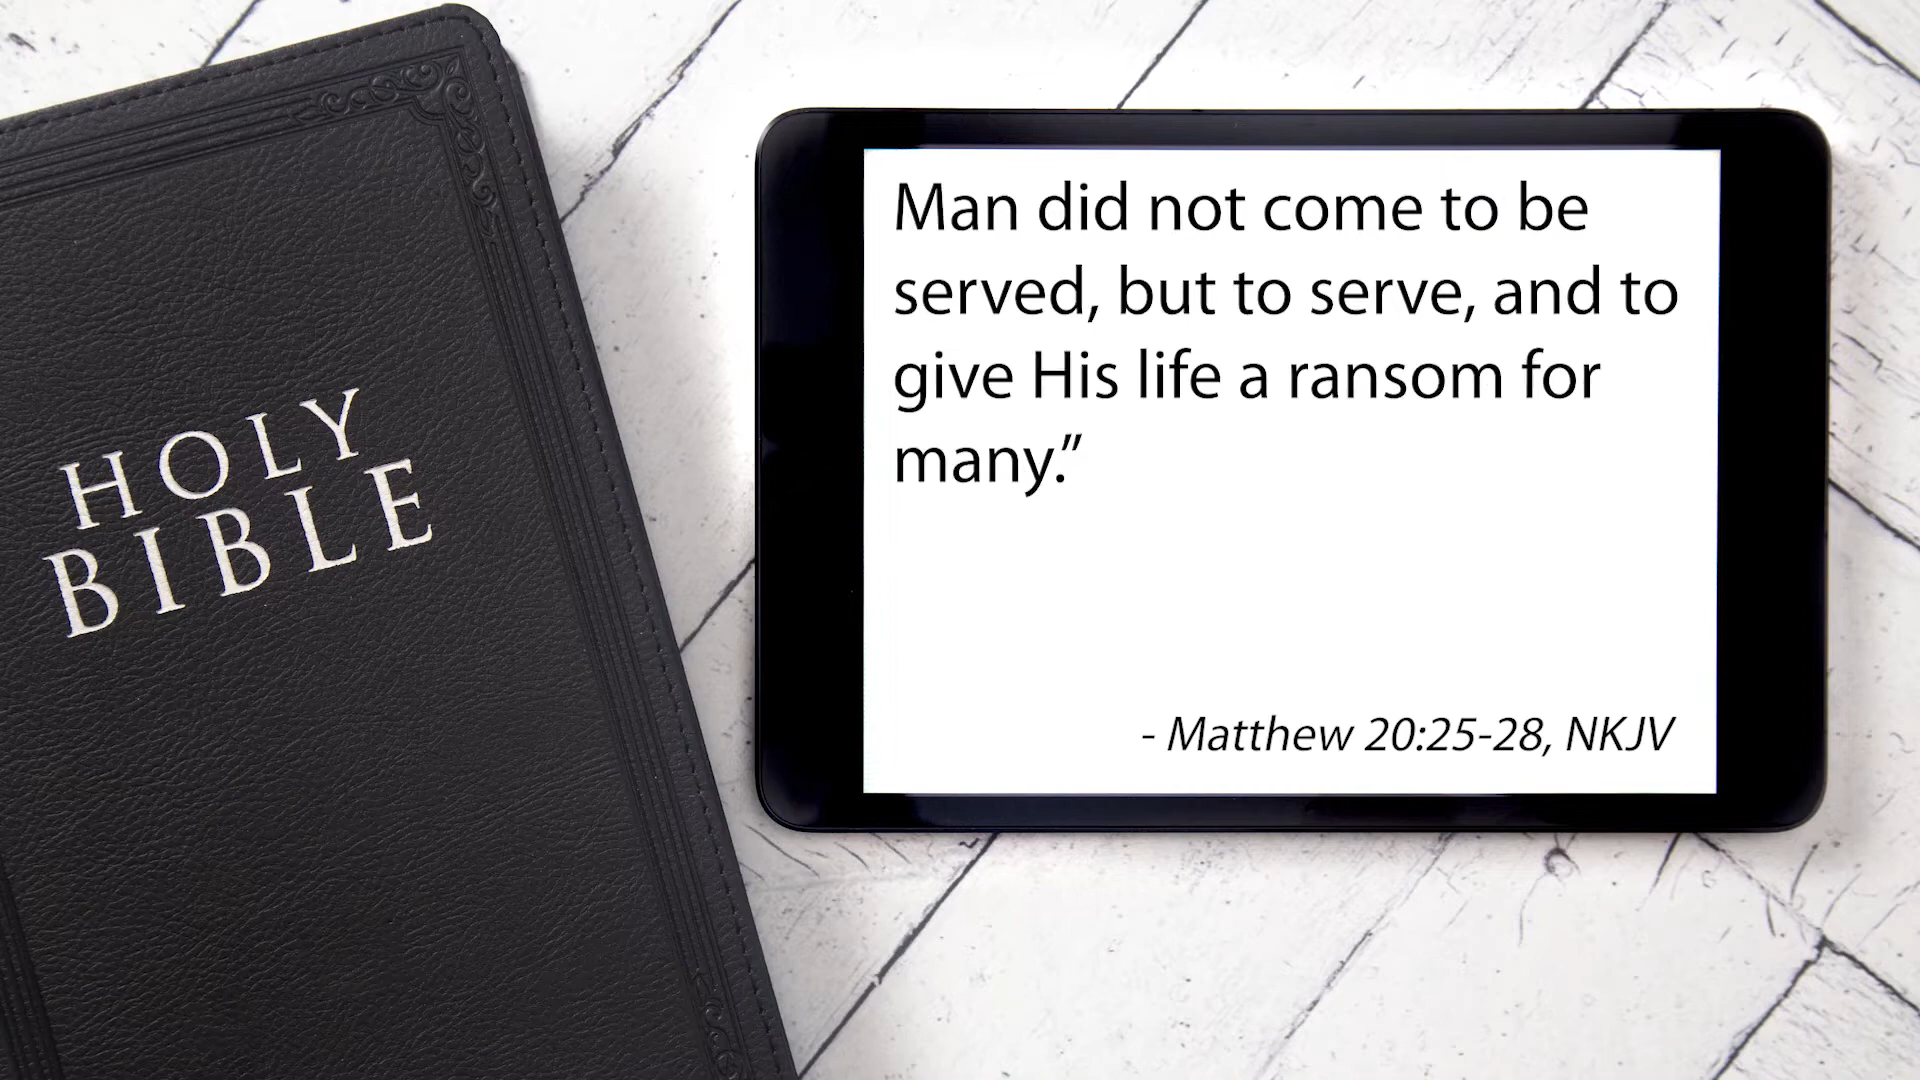 HOLY
BIBLE
Man did not come to be
served, but to serve, and to
give His life a ransom for
many.”
- Matthew 20:25-28, NKJV